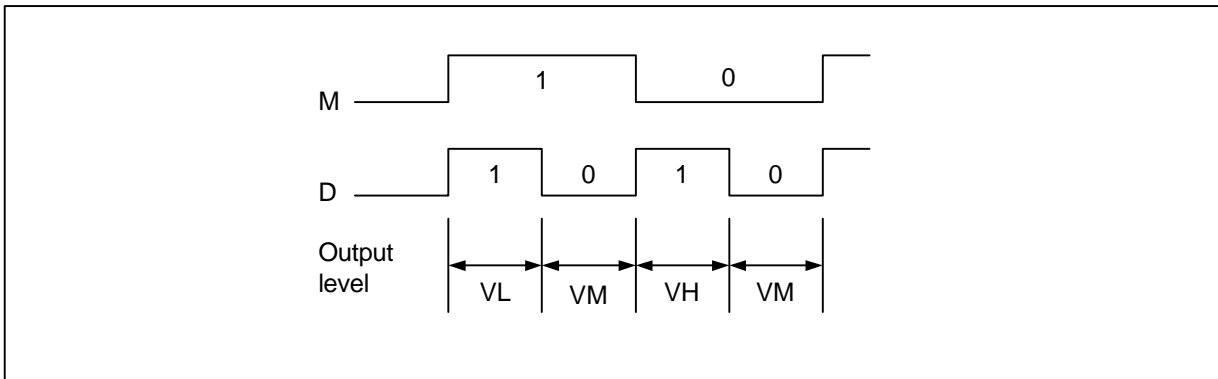 M 1 0
D 1 0 1 0
Output
level
VL VM VH VM